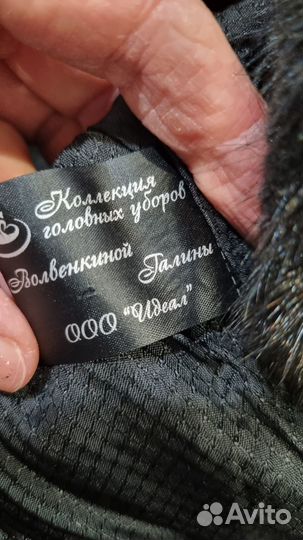 Коллекция
головных уборов
Волвенкиной Галины
ООО "Идеал"
Avito